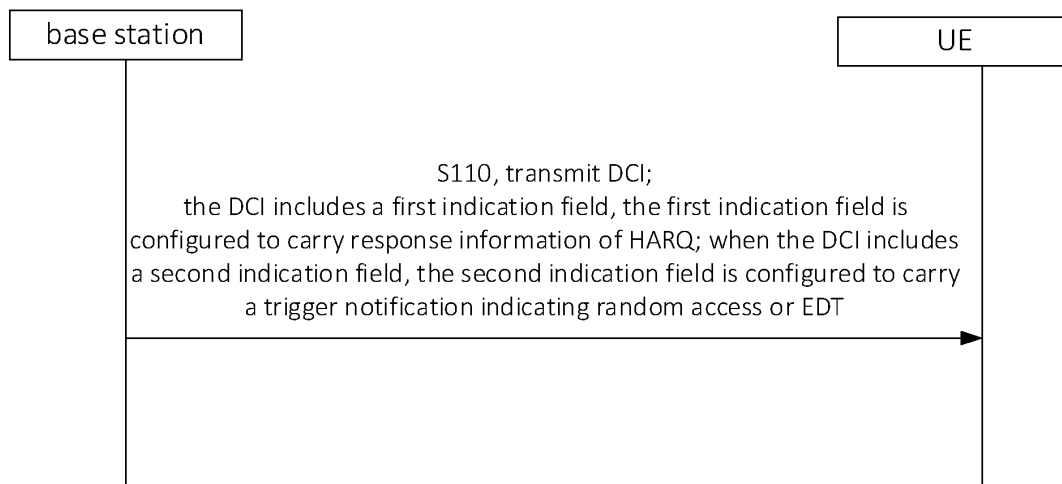 base station
UE
S110, transmit DCI;
the DCI includes a first indication field, the first indication field is
configured to carry response information of HARQ; when the DCI includes
a second indication field, the second indication field is configured to carry
a trigger notification indicating random access or EDT